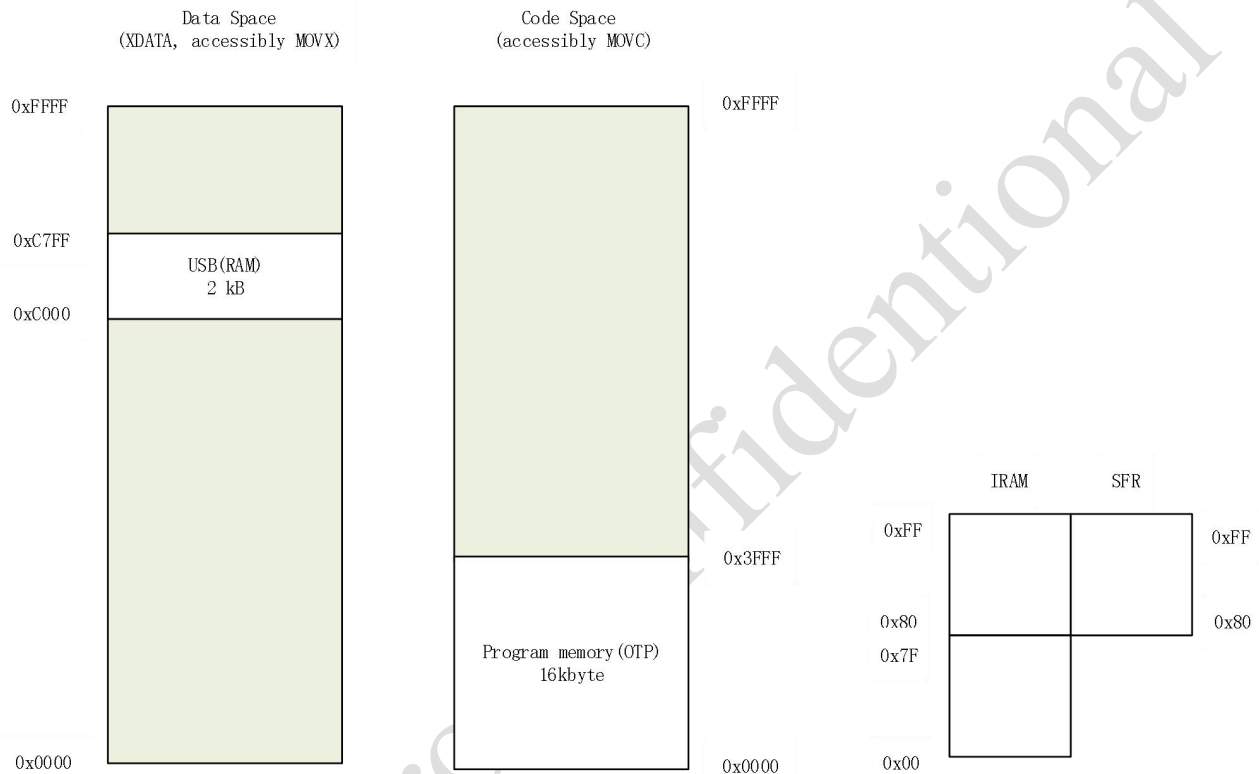 Data Space
(XDATA, accessibly MOVX)
Code Space
(accessibly MOVC)
0xFFFF
0xFFFF
0xC7FF
USB(RAM)
2 kB
0xC000
IRAM
SFR
0xFF
0xFF
0x3FFF
0x80
0x80
0x7F
Program memory(OTP)
16kbyte
0x0000
0x0000
0x00
fidentional